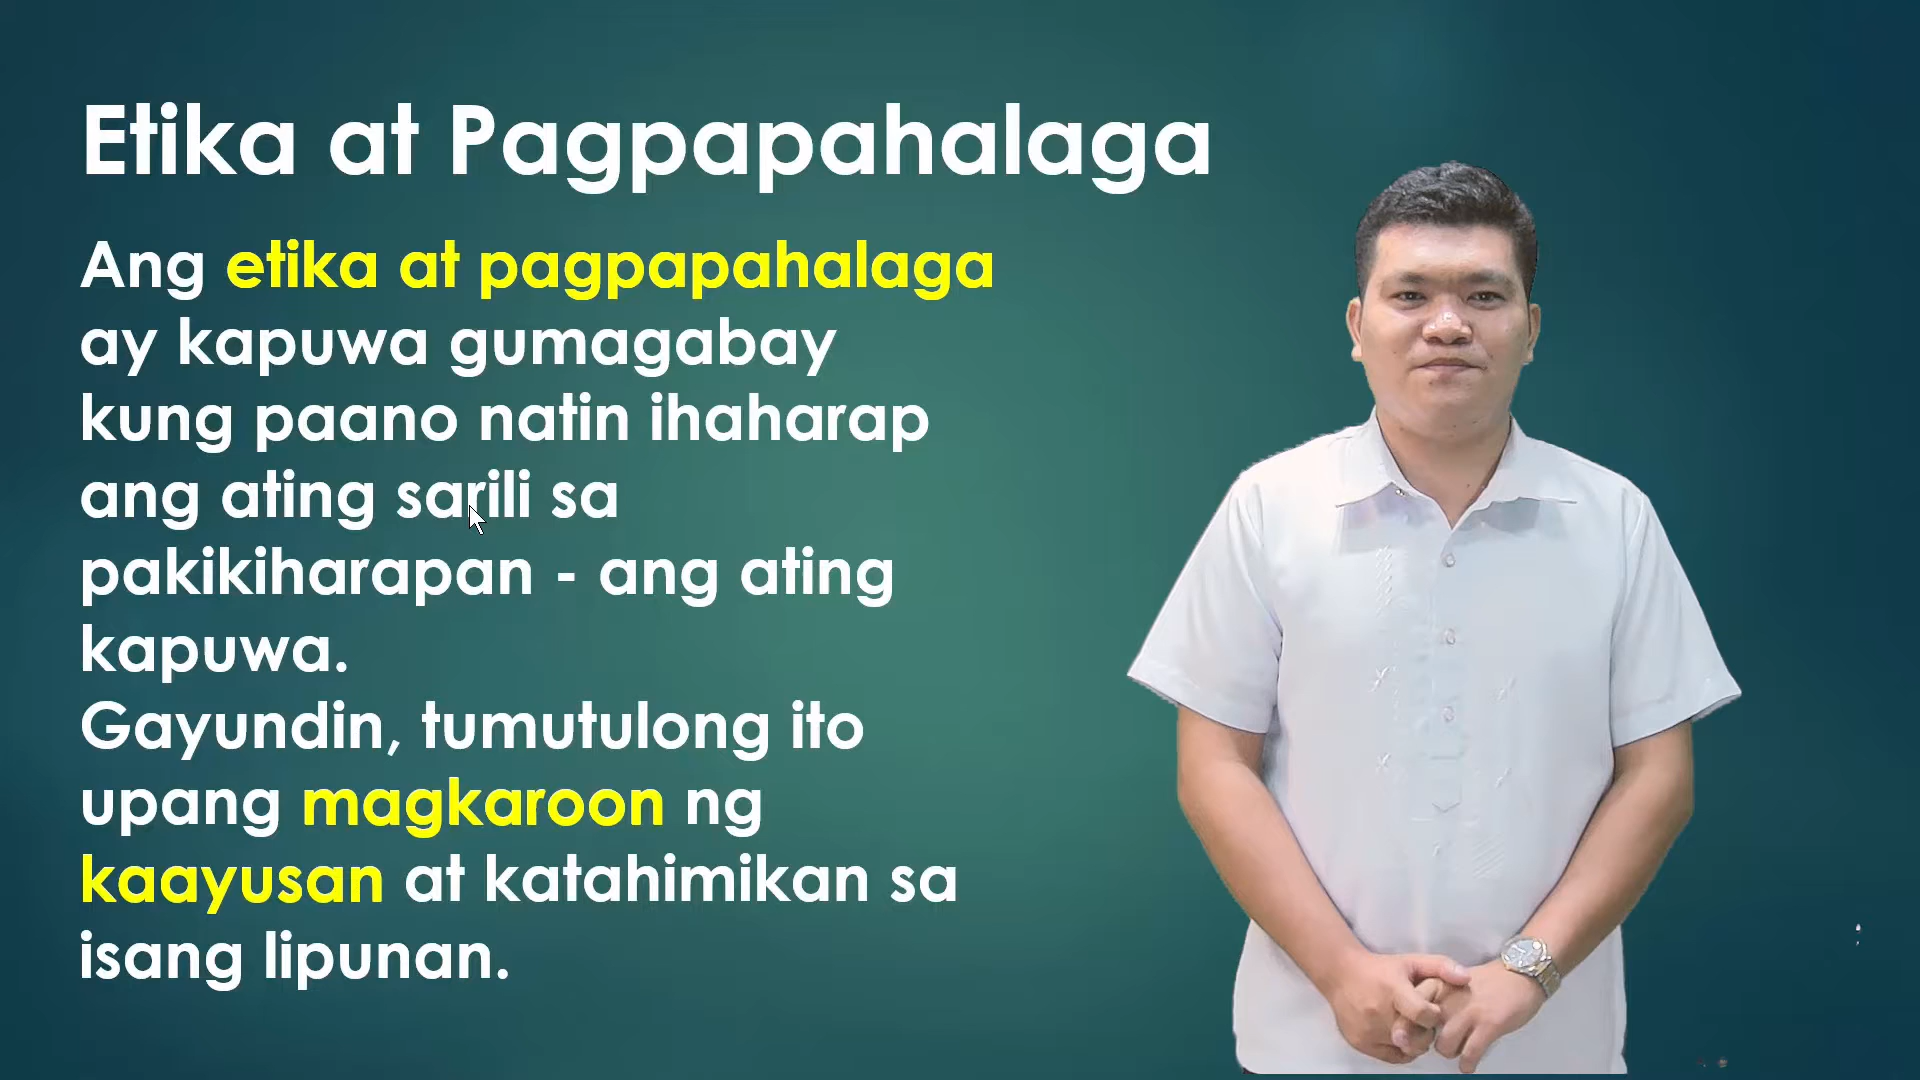 Etika at Pagpapahalaga
Ang etika at pagpapahalaga
ay kapuwa gumagabay
kung paano natin ihaharap
ang ating sarili sa
pakikiharapan - ang ating
kapuwa.
Gayundin, tumutulong ito
upang magkaroon ng
kaayusan at katahimikan sa
isang lipunan.